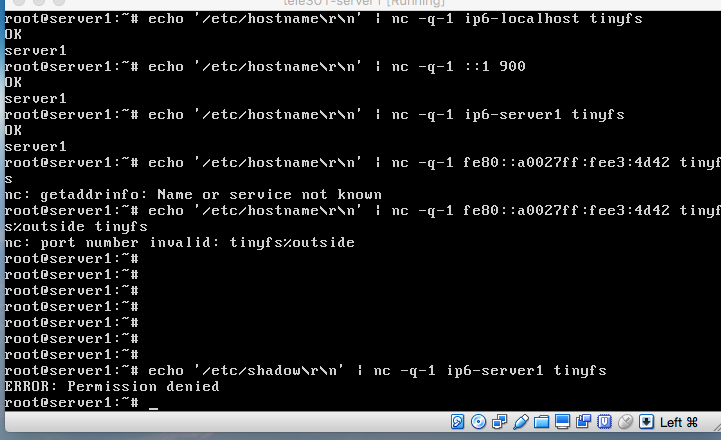 tele301-server1 [Running]
root@server1:~# echo '/etc/hostname\r\n' | nc -q-1 ip6-localhost tinyfs
OK
server1
root@server1:~# echo '/etc/hostname\r\n' | nc -q-1 ::1 900
OK
server1
root@server1:~# echo '/etc/hostname\r\n' | nc -q-1 ip6-server1 tinyfs
OK
server1
root@server1:~# echo '/etc/hostname\r\n' | nc -q-1 fe80::a0027ff:fee3:4d42 tinyf
s
nc: getaddrinfo: Name or service not known
root@server1:~# echo '/etc/hostname\r\n' | nc -q-1 fe80::a0027ff:fee3:4d42 tinyf
s%outside tinyfs
nc: port number invalid: tinyfs%outside
root@server1:~#
root@server1:~#
root@server1:~#
root@server1:~#
root@server1:~#
root@server1:~#
root@server1:~#
root@server1:~# echo '/etc/shadow\r\n' | nc -q-1 ip6-server1 tinyfs
ERROR: Permission denied
root@server1:~# _
Left ⌘